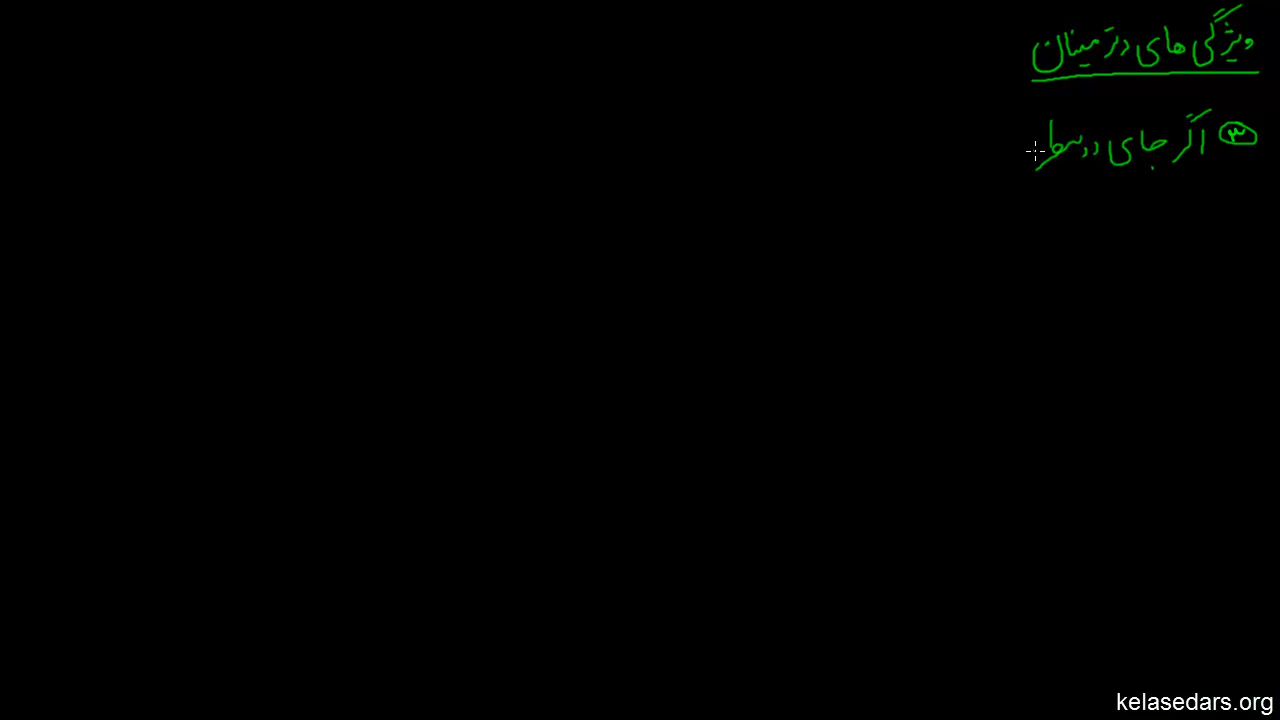 ویژگی های دترمینان
۳ اگر جای دو سطر
kelasedars.org